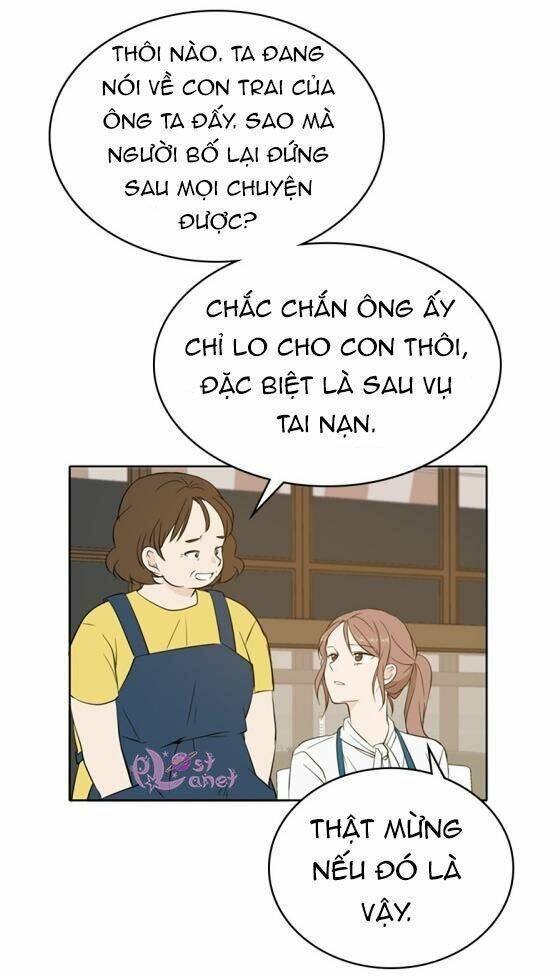 THÔI NÀO. TA ĐANG
NÓI VỀ CON TRAI CỦA
ÔNG TA ĐẤY. SAO MÀ
NGƯỜI BỐ LẠI ĐỨNG
SAU MỌI CHUYỆN
ĐƯỢC?
CHẮC CHẮN ÔNG ẤY
CHỈ LO CHO CON THÔI,
ĐẶC BIỆT LÀ SAU VỤ
TAI NẠN.
Lost
Planet
THẬT MỪNG
NẾU ĐÓ LÀ
VẬY.